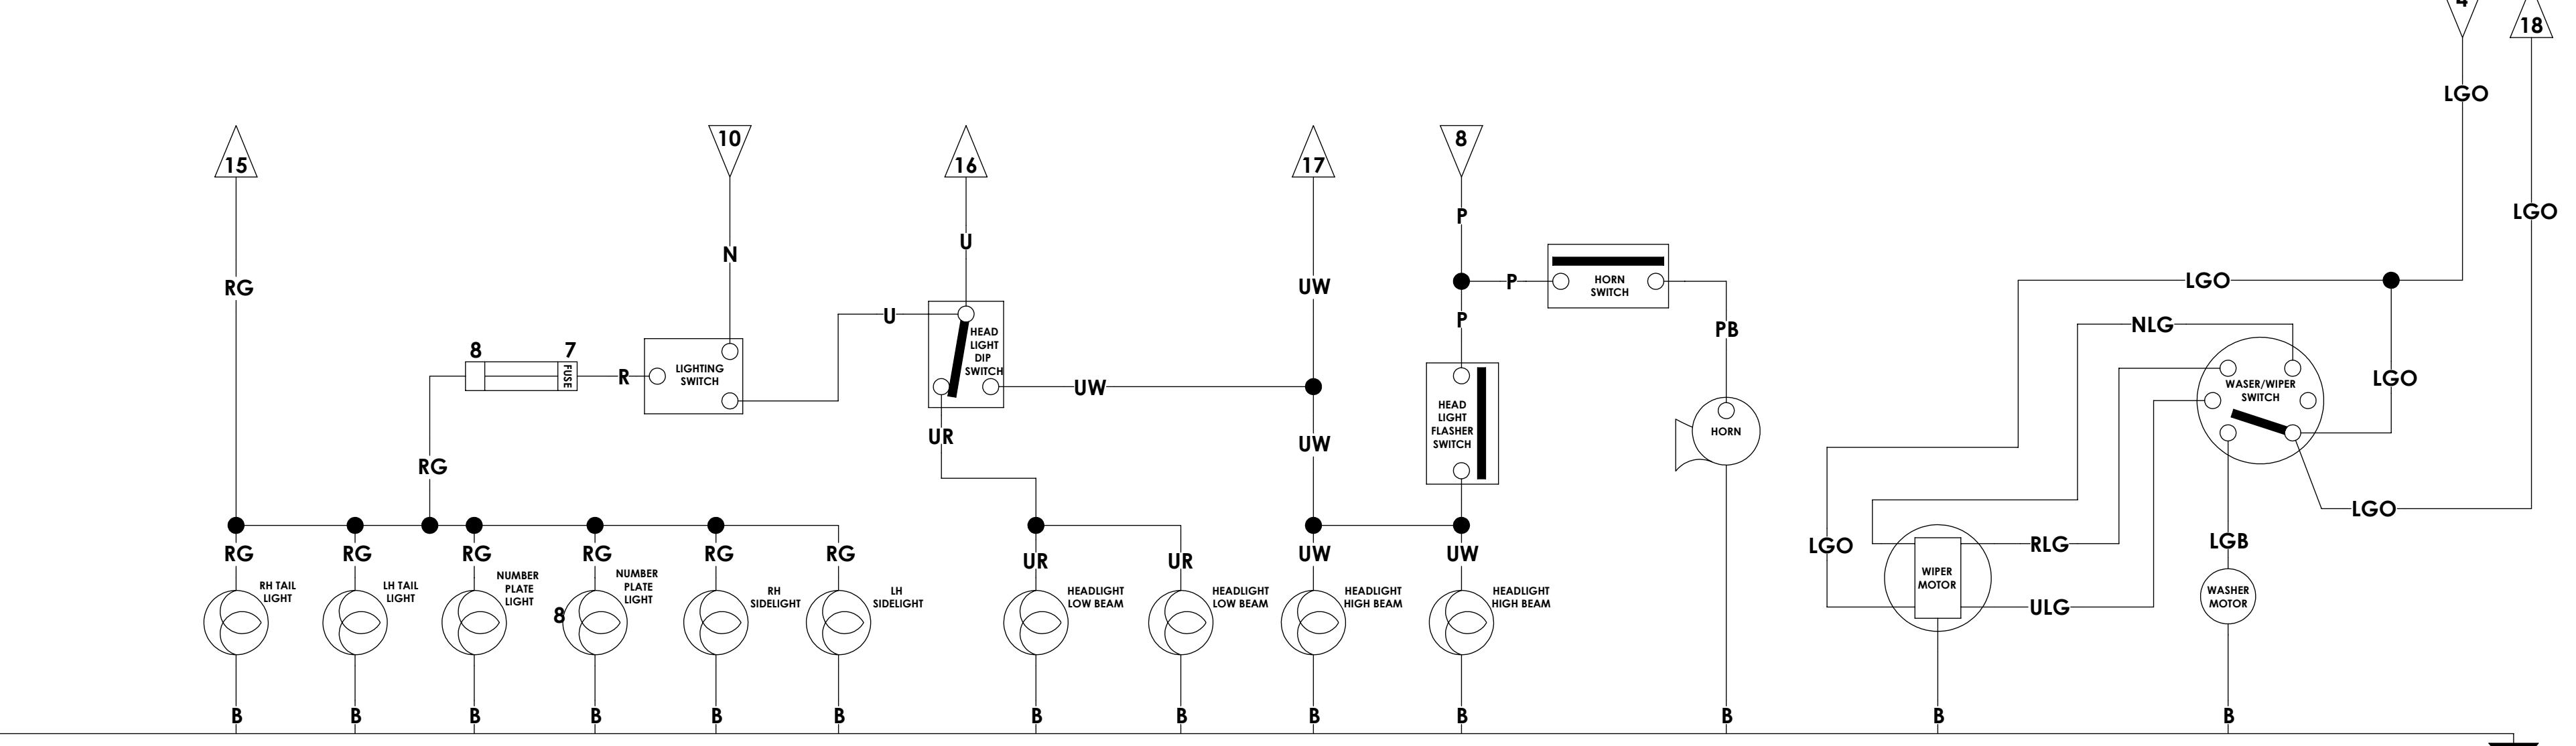 4
18
LGO
15
10
16
17
8
LGO
P
U
N
HORN
SWITCH
P
LGO
RG
UW
U
P
NLG
PB
HEAD
LIGHT
DIP
SWITCH
8
7
FUSE
R
LIGHTING
SWITCH
UW
WASER/WIPER
SWITCH
LGO
HEAD
LIGHT
FLASHER
SWITCH
HORN
UR
UW
RG
LGO
RG
RG
RG
RG
RG
RG
UR
UR
UW
UW
LGO
RLG
LGB
RH TAIL
LIGHT
LH TAIL
LIGHT
NUMBER
PLATE
LIGHT
8
NUMBER
PLATE
LIGHT
RH
SIDELIGHT
LH
SIDELIGHT
HEADLIGHT
LOW BEAM
HEADLIGHT
LOW BEAM
HEADLIGHT
HIGH BEAM
HEADLIGHT
HIGH BEAM
WIPER
MOTOR
ULG
WASHER
MOTOR
B
B
B
B
B
B
B
B
B
B
B
B
B